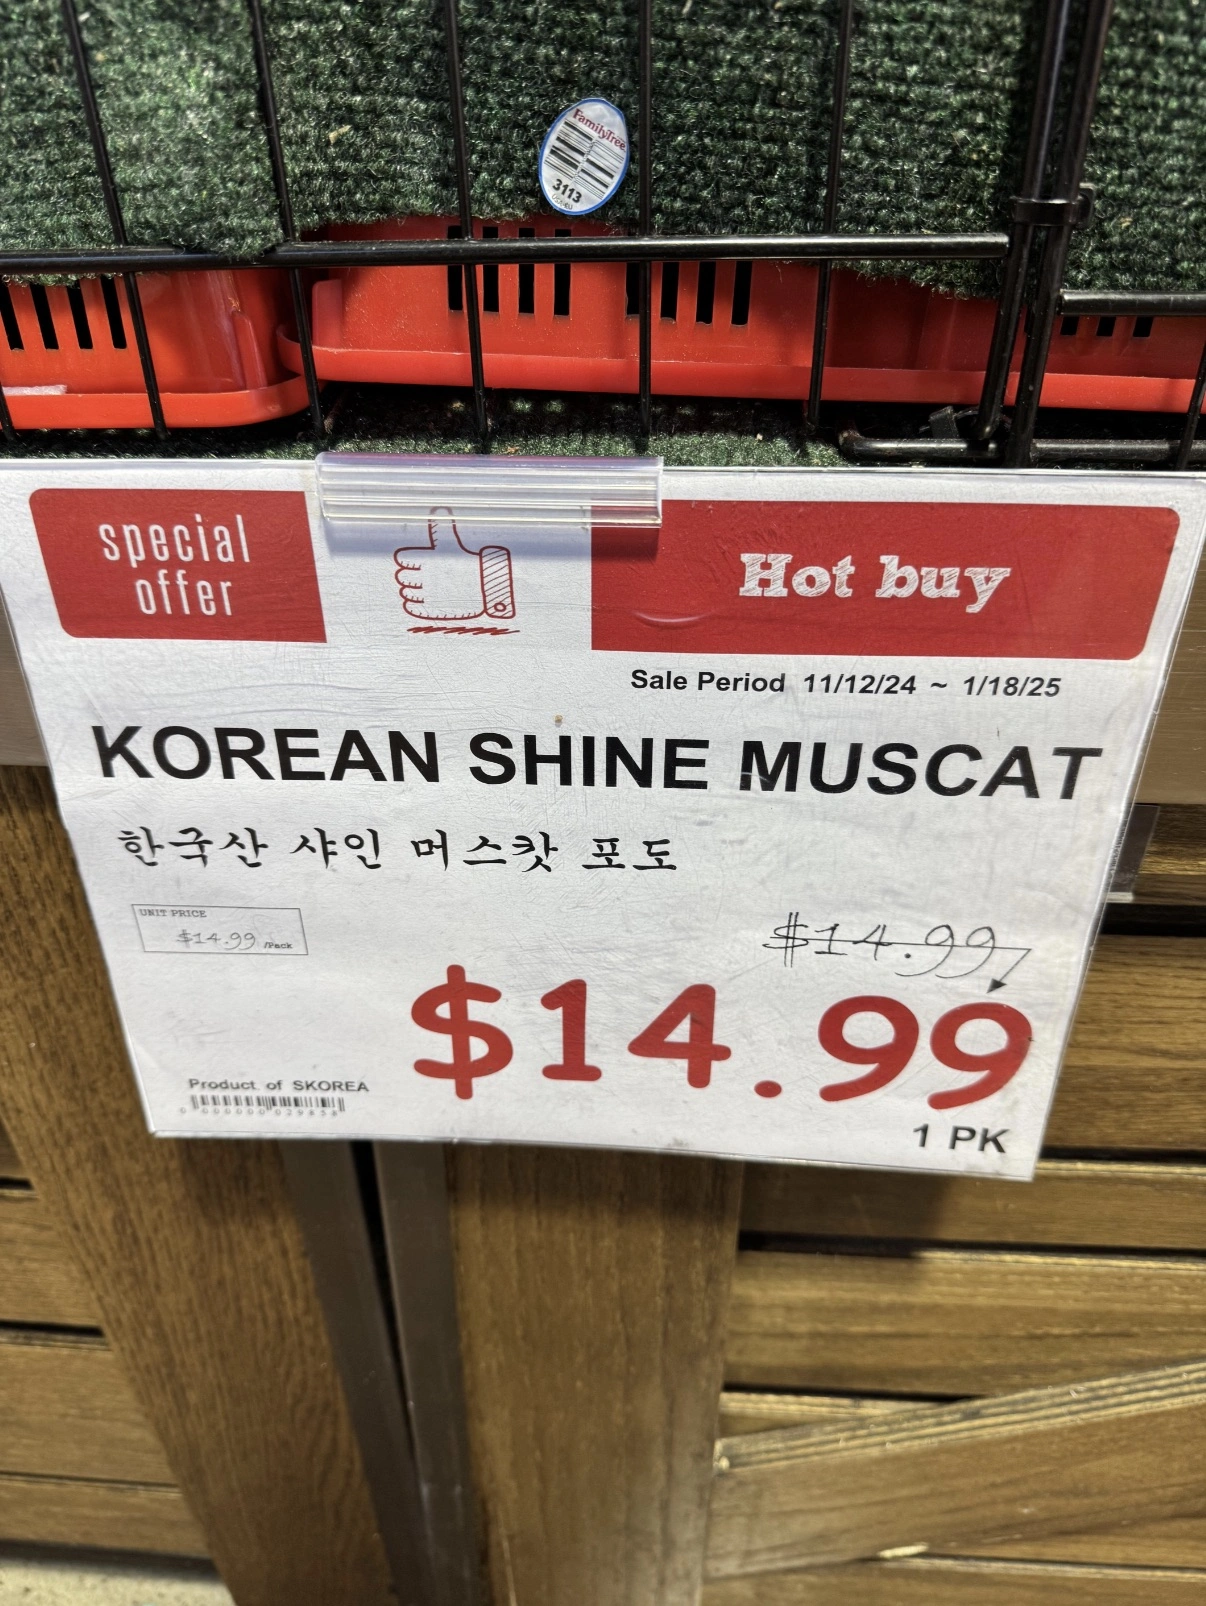 FamilyTree
3113
special
offer
Hot buy
Sale Period 11/12/24 ~ 1/18/25
KOREAN SHINE MUSCAT
한국산 샤인 머스캇 포도
UNIT PRICE
$14.99 /Pack
$14.99
$14.99
Product of SKOREA
1 PK